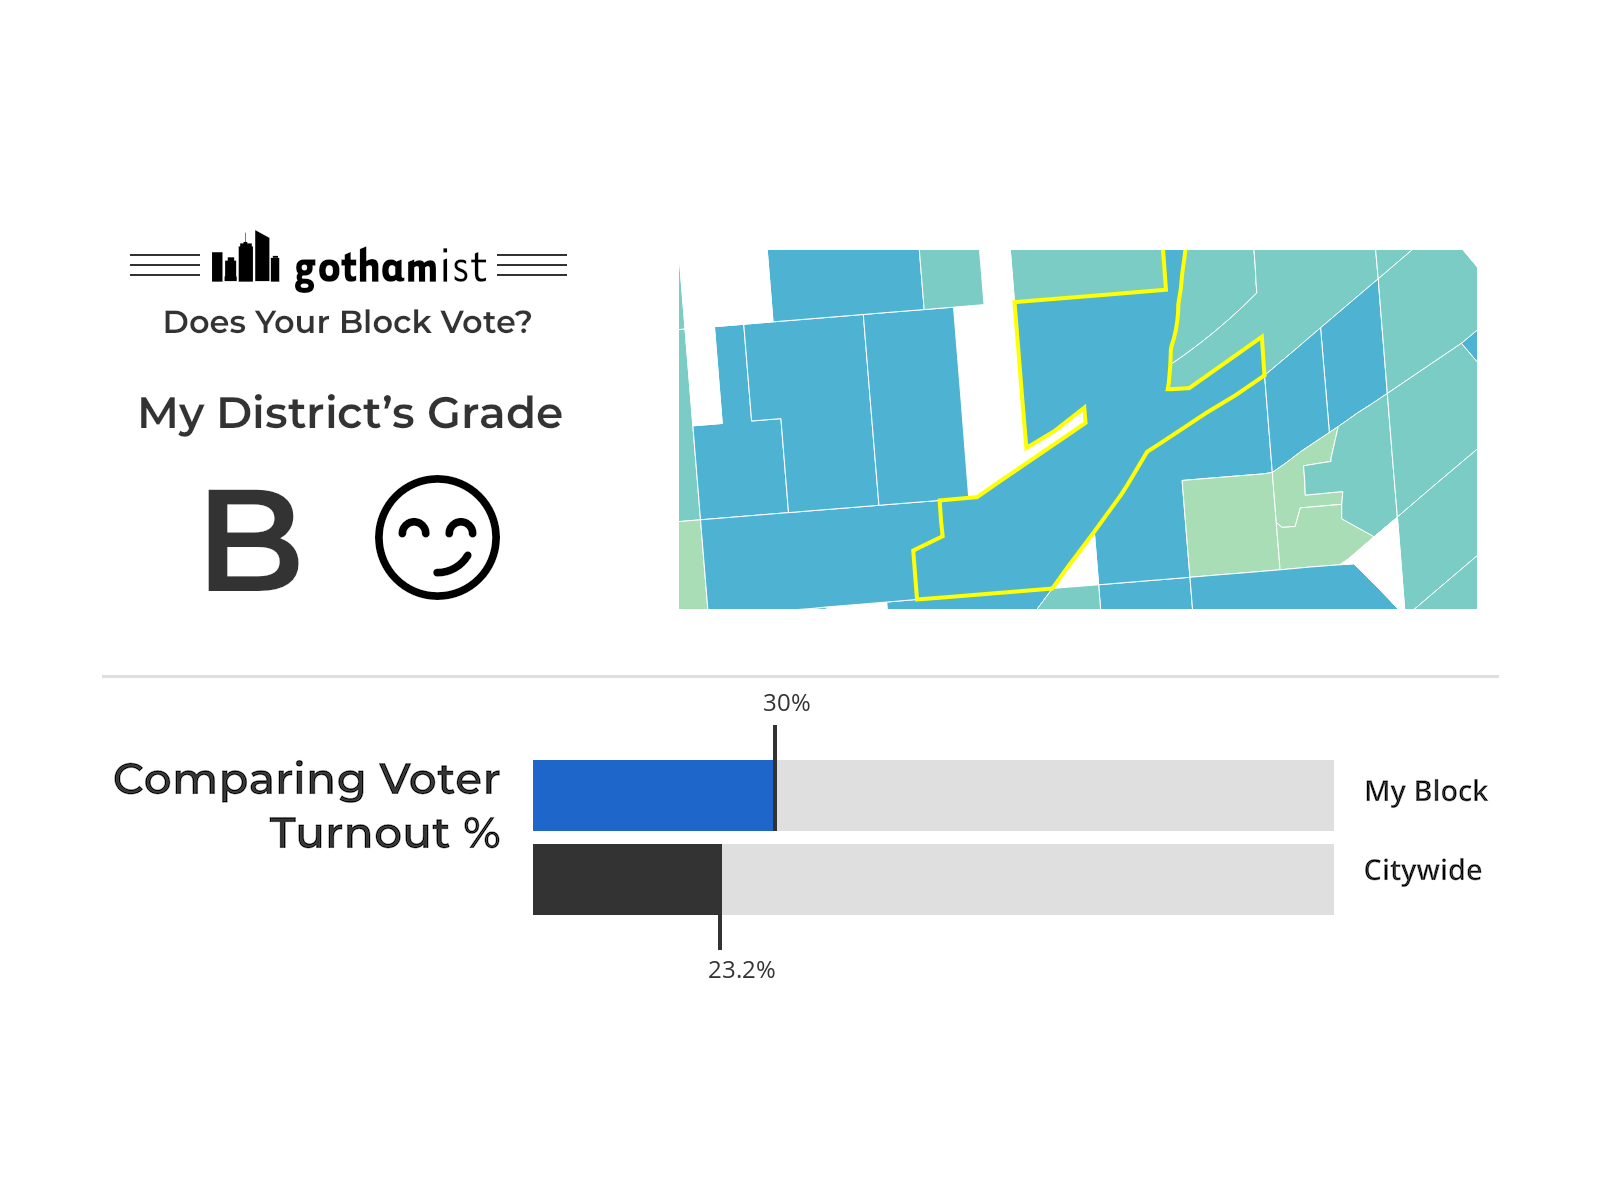 gothamist
Does Your Block Vote?
My District’s Grade
B
30%
Comparing Voter
Turnout %
My Block
Citywide
23.2%